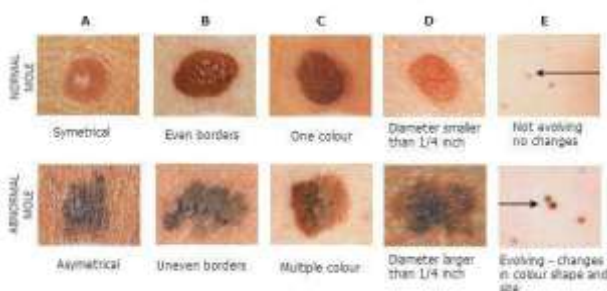 A B C D E
NORMAL
MOLE
Symetrical
Even borders
One colour
Diameter smaller
than 1/4 inch
Not evolving
no changes
ABNORMAL
MOLE
Asymetrical
Uneven borders
Multiple colour
Diameter larger
than 1/4 inch
Evolving – changes
in colour shape and